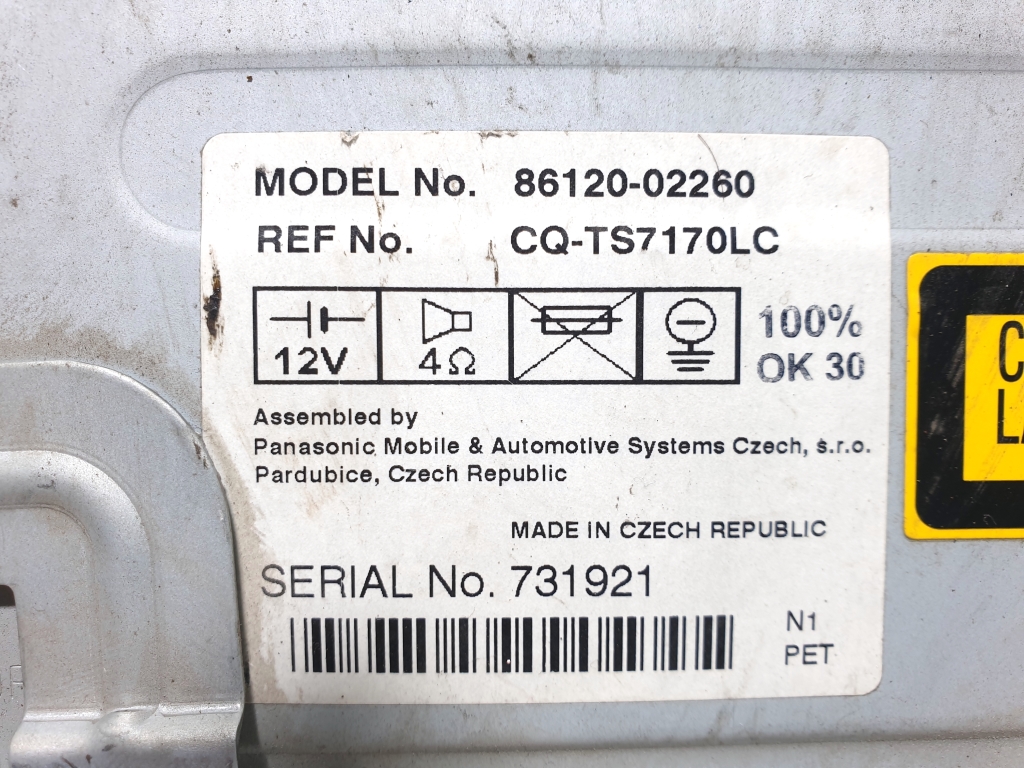 MODEL No. 86120-02260
REF No. CQ-TS7170LC
12V
4Ω
100%
OK 30
Assembled by
Panasonic Mobile & Automotive Systems Czech, s.r.o.
Pardubice, Czech Republic
MADE IN CZECH REPUBLIC
SERIAL No. 731921
N1
PET